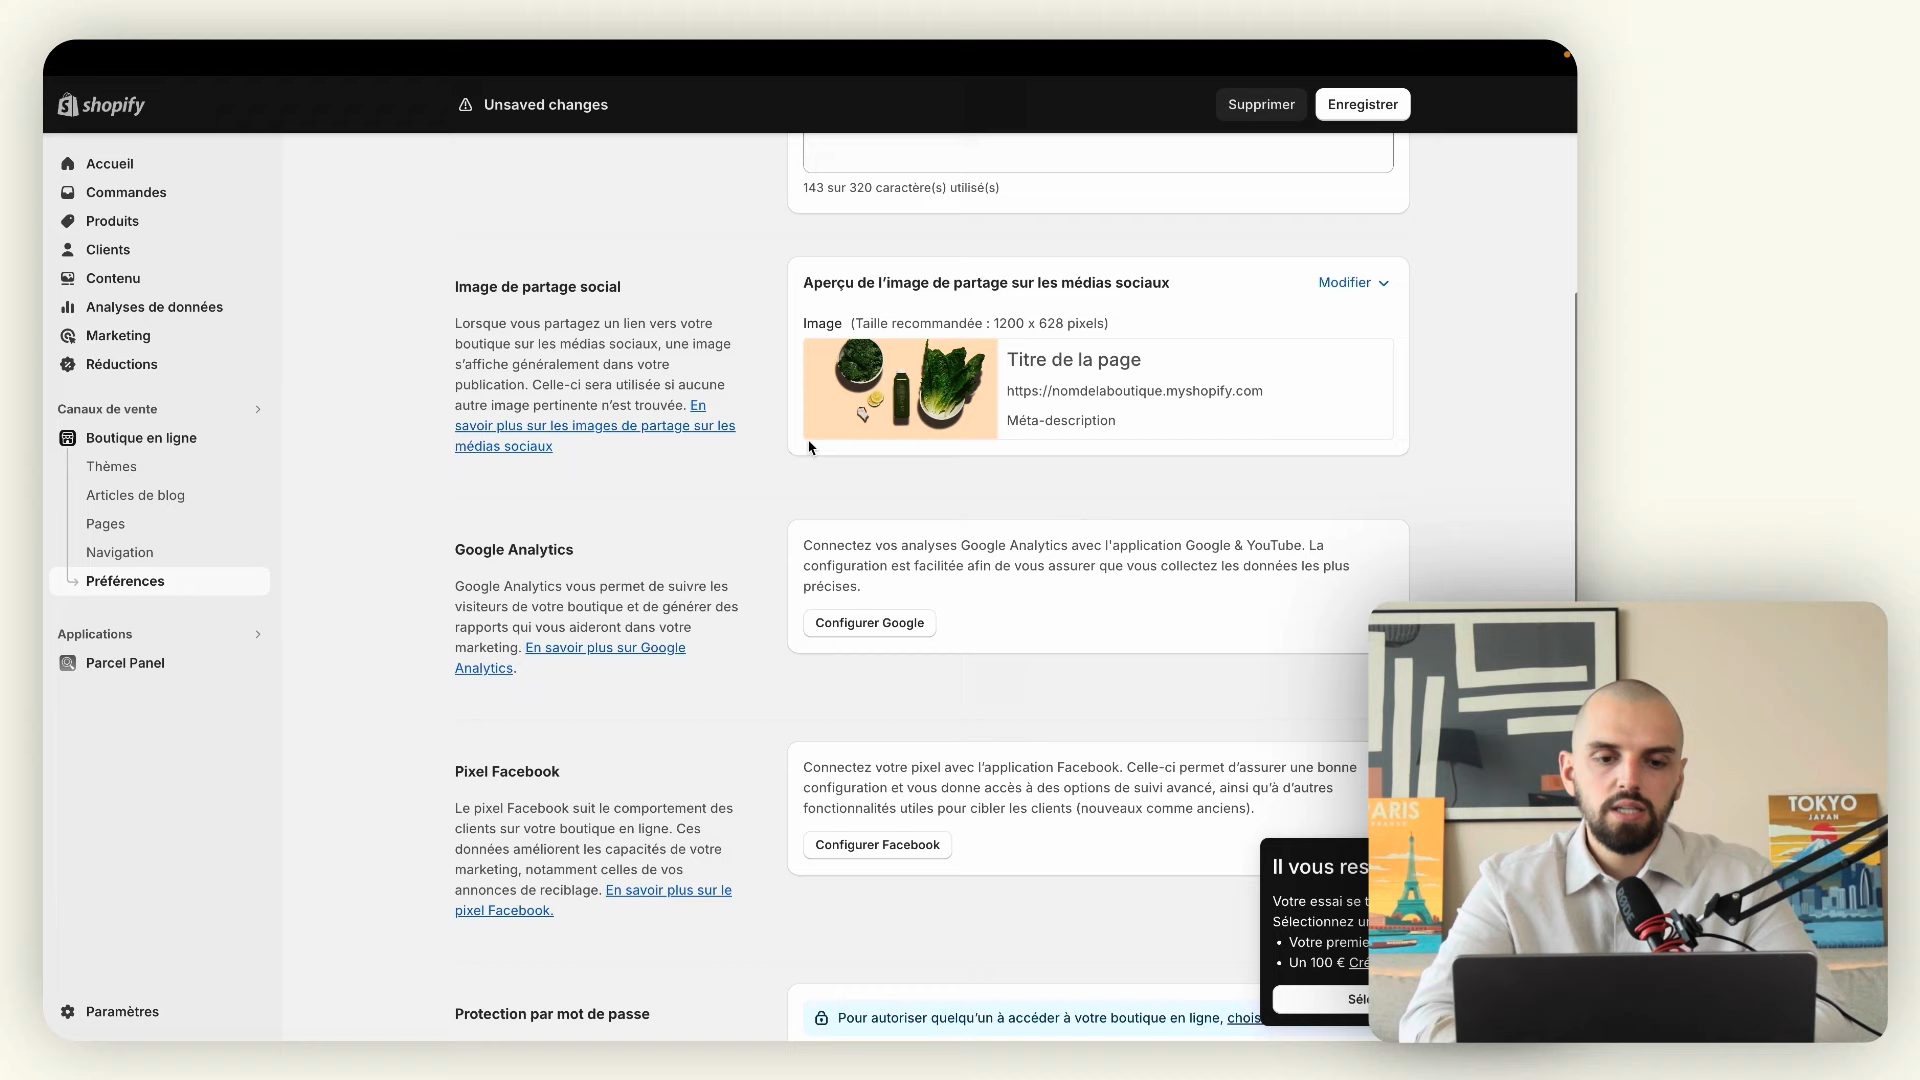 shopify
Unsaved changes
Supprimer
Enregistrer
Accueil
Commandes
Produits
Clients
Contenu
Analyses de données
Marketing
Réductions
Canaux de vente
Boutique en ligne
Thèmes
Articles de blog
Pages
Navigation
Préférences
Applications
Parcel Panel
Paramètres
143 sur 320 caractère(s) utilisé(s)
Image de partage social
Lorsque vous partagez un lien vers votre
boutique sur les médias sociaux, une image
s’affiche généralement dans votre
publication. Celle-ci sera utilisée si aucune
autre image pertinente n’est trouvée. En
savoir plus sur les images de partage sur les
médias sociaux
Aperçu de l’image de partage sur les médias sociaux
Modifier
Image (Taille recommandée : 1200 x 628 pixels)
Titre de la page
https://nomdelaboutique.myshopify.com
Méta-description
Google Analytics
Google Analytics vous permet de suivre les
visiteurs de votre boutique et de générer des
rapports qui vous aideront dans votre
marketing. En savoir plus sur Google
Analytics.
Connectez vos analyses Google Analytics avec l'application Google & YouTube. La
configuration est facilitée afin de vous assurer que vous collectez les données les plus
précises.
Configurer Google
Pixel Facebook
Le pixel Facebook suit le comportement des
clients sur votre boutique en ligne. Ces
données améliorent les capacités de votre
marketing, notamment celles de vos
annonces de reciblage. En savoir plus sur le
pixel Facebook.
Connectez votre pixel avec l’application Facebook. Celle-ci permet d’assurer une bonne
configuration et vous donne accès à des options de suivi avancé, ainsi qu’à d’autres
fonctionnalités utiles pour cibler les clients (nouveaux comme anciens).
Configurer Facebook
Protection par mot de passe
Pour autoriser quelqu’un à accéder à votre boutique en ligne, chois
Il vous res
Votre essai se t
Sélectionnez u
• Votre premie
• Un 100 € Cré
Séle
PARIS
FRANCE
TOKYO
JAPAN
RØDE